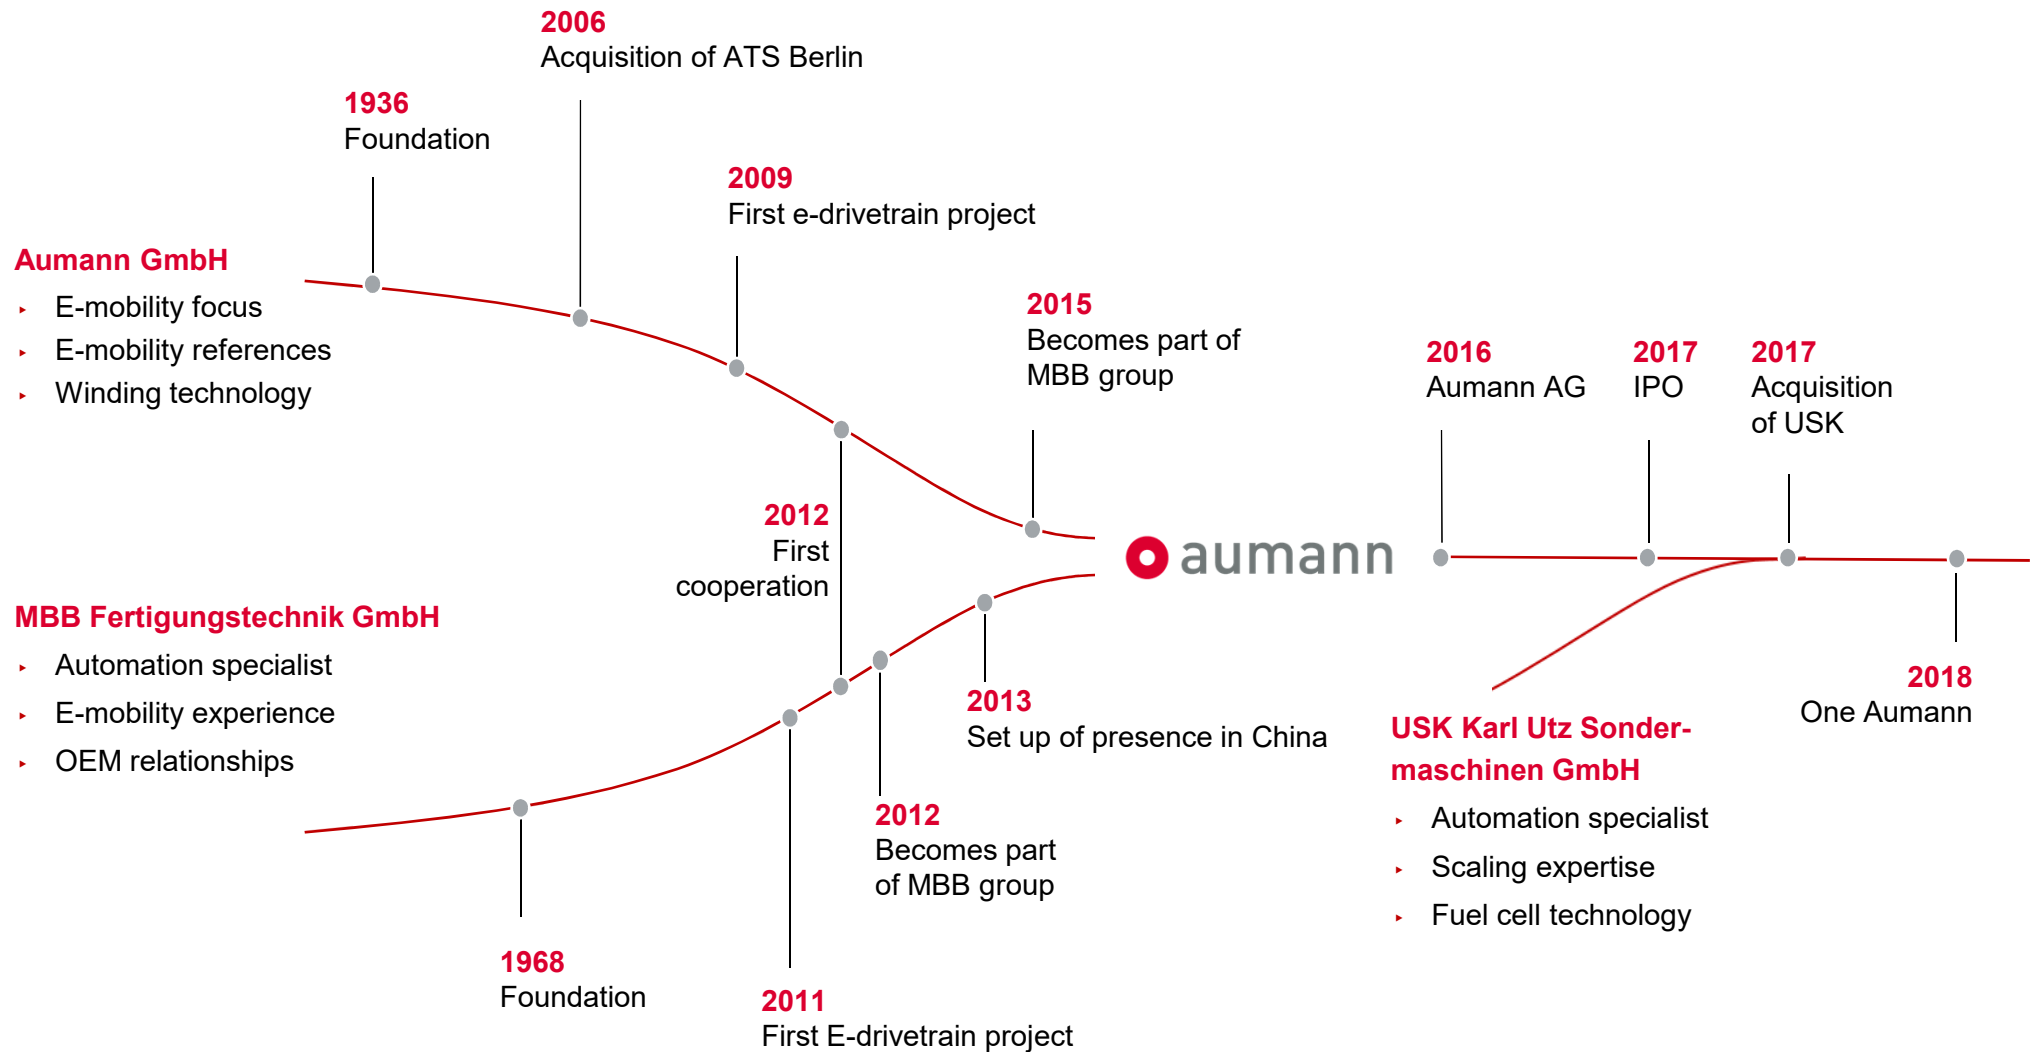 2006
Acquisition of ATS Berlin
1936
Foundation
2009
First e-drivetrain project
Aumann GmbH
▸ E-mobility focus
▸ E-mobility references
▸ Winding technology
2015
Becomes part of
MBB group
2016
Aumann AG
2017
IPO
2017
Acquisition
of USK
2012
First
cooperation
aumann
MBB Fertigungstechnik GmbH
▸ Automation specialist
▸ E-mobility experience
▸ OEM relationships
2013
Set up of presence in China
2018
One Aumann
USK Karl Utz Sonder-
maschinen GmbH
▸ Automation specialist
▸ Scaling expertise
▸ Fuel cell technology
2012
Becomes part
of MBB group
1968
Foundation
2011
First E-drivetrain project